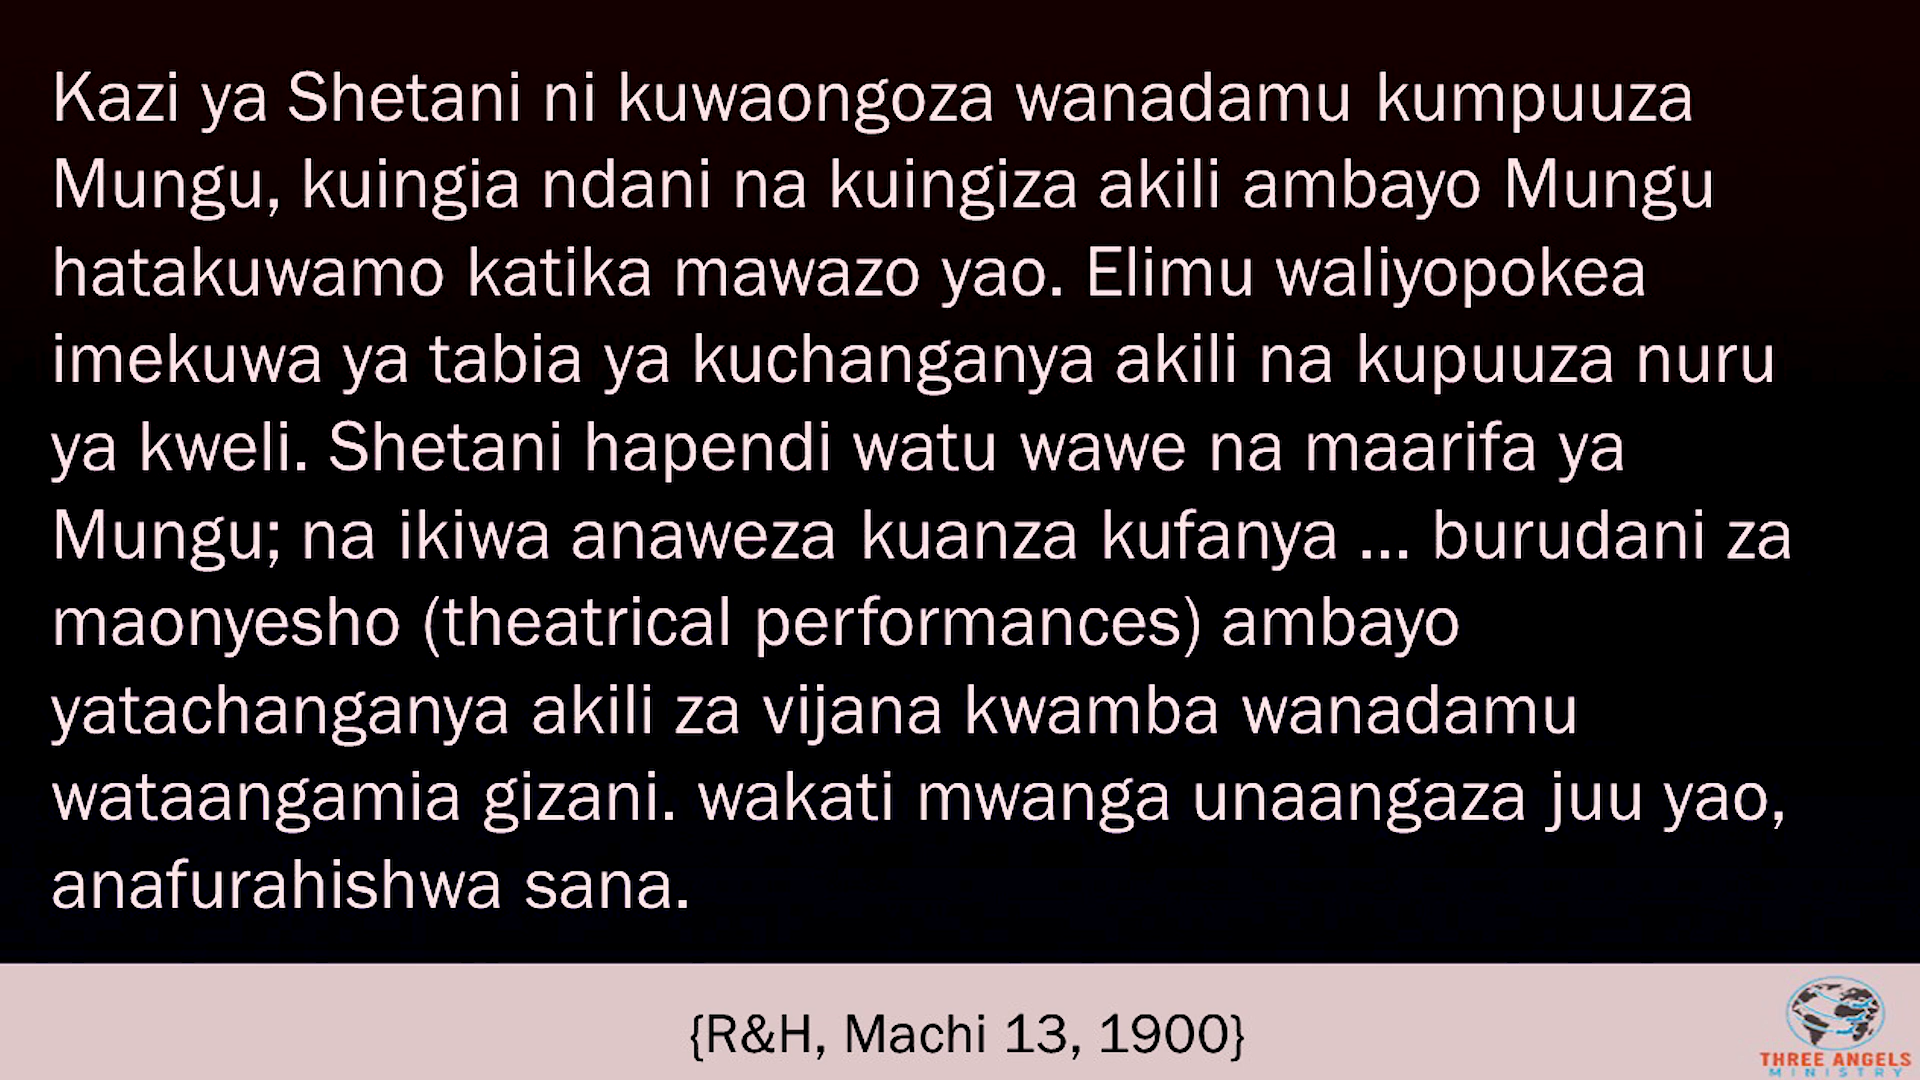 Kazi ya Shetani ni kuwaongoza wanadamu kumpuuza
Mungu, kuingia ndani na kuingiza akili ambayo Mungu
hatakuwamo katika mawazo yao. Elimu waliyopokea
imekuwa ya tabia ya kuchanganya akili na kupuuza nuru
ya kweli. Shetani hapendi watu wawe na maarifa ya
Mungu; na ikiwa anaweza kuanza kufanya ... burudani za
maonyesho (theatrical performances) ambayo
yatachanganya akili za vijana kwamba wanadamu
wataangamia gizani. wakati mwanga unaangaza juu yao,
anafurahishwa sana.
{R&H, Machi 13, 1900}
THREE ANGELS
MINISTRY